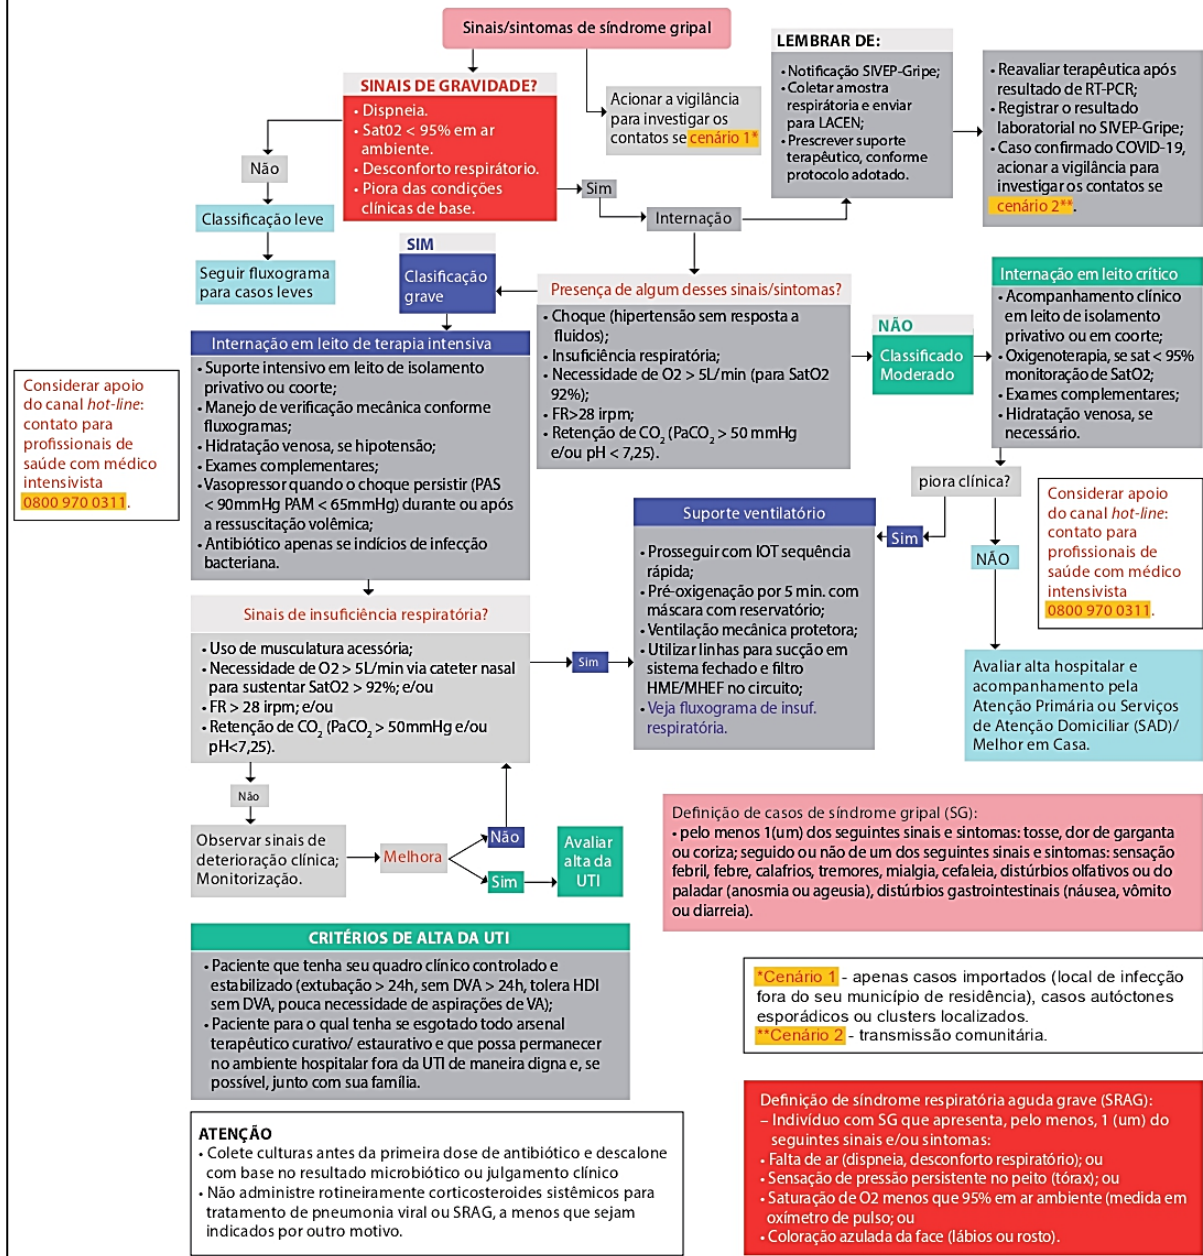 Sinais/sintomas de síndrome gripal
SINAIS DE GRAVIDADE?
• Dispneia.
• Sat02 < 95% em ar
ambiente.
• Desconforto respirátório.
• Piora das condições
clínicas de base.
Acionar a vigilância
para investigar os
contatos se cenário 1*
LEMBRAR DE:
• Notificação SIVEP-Gripe;
• Coletar amostra
respirátória e enviar
para LACEN;
• Prescrever suporte
terapêutico, conforme
protocolo adotado.
• Reavaliar terapêutica após
resultado de RT-PCR;
• Registrar o resultado
laboratorial no SIVEP-Gripe;
• Caso confirmado COVID-19,
acionar a vigilância para
investigar os contatos se
cenário 2**.
Não
Classificação leve
Seguir fluxograma
para casos leves
Sim
Internação
SIM
Clasificação
grave
Presença de algum desses sinais/sintomas?
• Choque (hipertensão sem resposta a
fluidos);
• Insuficiência respiratória;
• Necessidade de O2 > 5L/min (para SatO2
92%);
• FR>28 irpm;
• Retenção de CO2 (PaCO2 > 50 mmHg
e/ou pH < 7,25).
NÃO
Classificado
Moderado
Internação em leito crítico
• Acompanhamento clínico
em leito de isolamento
privativo ou em coorte;
• Oxigenoterapia, se sat < 95%
monitoração de SatO2;
• Exames complementares;
• Hidratação venosa, se
necessário.
Considerar apoio
do canal hot-line:
contato para
profissionais de
saúde com médico
intensivista
0800 970 0311.
Internação em leito de terapia intensiva
• Suporte intensivo em leito de isolamento
privativo ou coorte;
• Manejo de verificação mecânica conforme
fluxogramas;
• Hidratação venosa, se hipotensão;
• Exames complementares;
• Vasopressor quando o choque persistir (PAS
< 90mmHg PAM < 65mmHg) durante ou após
a ressuscitação volêmica;
• Antibiótico apenas se indícios de infecção
bacteriana.
piora clínica?
Sim
NÃO
Considerar apoio
do canal hot-line:
contato para
profissionais de
saúde com médico
intensivista
0800 970 0311.
Suporte ventilatório
• Prosseguir com IOT sequência
rápida;
• Pré-oxigenação por 5 min. com
máscara com reservatório;
• Ventilação mecânica protetora;
• Utilizar linhas para sucção em
sistema fechado e filtro
HME/MHEF no circuito;
• Veja fluxograma de insuf.
respiratória.
Avaliar alta hospitalar e
acompanhamento pela
Atenção Primária ou Serviços
de Atenção Domiciliar (SAD)/
Melhor em Casa.
Sinais de insuficiência respiratória?
• Uso de musculatura acessória;
• Necessidade de O2 > 5L/min via cateter nasal
para sustentar SatO2 > 92%; e/ou
• FR > 28 irpm; e/ou
• Retenção de CO2 (PaCO2 > 50mmHg e/ou
pH<7,25).
Sim
Não
Observar sinais de
deterioração clínica;
Monitorização.
Melhora
Não
Sim
Avaliar
alta da
UTI
Definição de casos de síndrome gripal (SG):
• pelo menos 1(um) dos seguintes sinais e sintomas: tosse, dor de garganta
ou coriza; seguido ou não de um dos seguintes sinais e sintomas: sensação
febril, febre, calafrios, tremores, mialgia, cefaleia, distúrbios olfativos ou do
paladar (anosmia ou ageusia), distúrbios gastrointestinais (náusea, vômito
ou diarreia).
CRITÉRIOS DE ALTA DA UTI
• Paciente que tenha seu quadro clínico controlado e
estabilizado (extubação > 24h, sem DVA > 24h, tolera HDI
sem DVA, pouca necessidade de aspirações de VA);
• Paciente para o qual tenha se esgotado todo arsenal
terapêutico curativo/ estaurativo e que possa permanecer
no ambiente hospitalar fora da UTI de maneira digna e, se
possível, junto com sua família.
*Cenário 1 - apenas casos importados (local de infecção
fora do seu município de residência), casos autóctones
esporádicos ou clusters localizados.
**Cenário 2 - transmissão comunitária.
ATENÇÃO
• Colete culturas antes da primeira dose de antibiótico e descalone
com base no resultado microbiótico ou julgamento clínico
• Não administre rotineiramente corticosteroides sistêmicos para
tratamento de pneumonia viral ou SRAG, a menos que sejam
indicados por outro motivo.
Definição de síndrome respiratória aguda grave (SRAG):
– Indivíduo com SG que apresenta, pelo menos, 1 (um) do
seguintes sinais e/ou sintomas:
• Falta de ar (dispneia, desconforto respiratório); ou
• Sensação de pressão persistente no peito (tórax); ou
• Saturação de O2 menos que 95% em ar ambiente (medida em
oxímetro de pulso; ou
• Coloração azulada da face (lábios ou rosto).